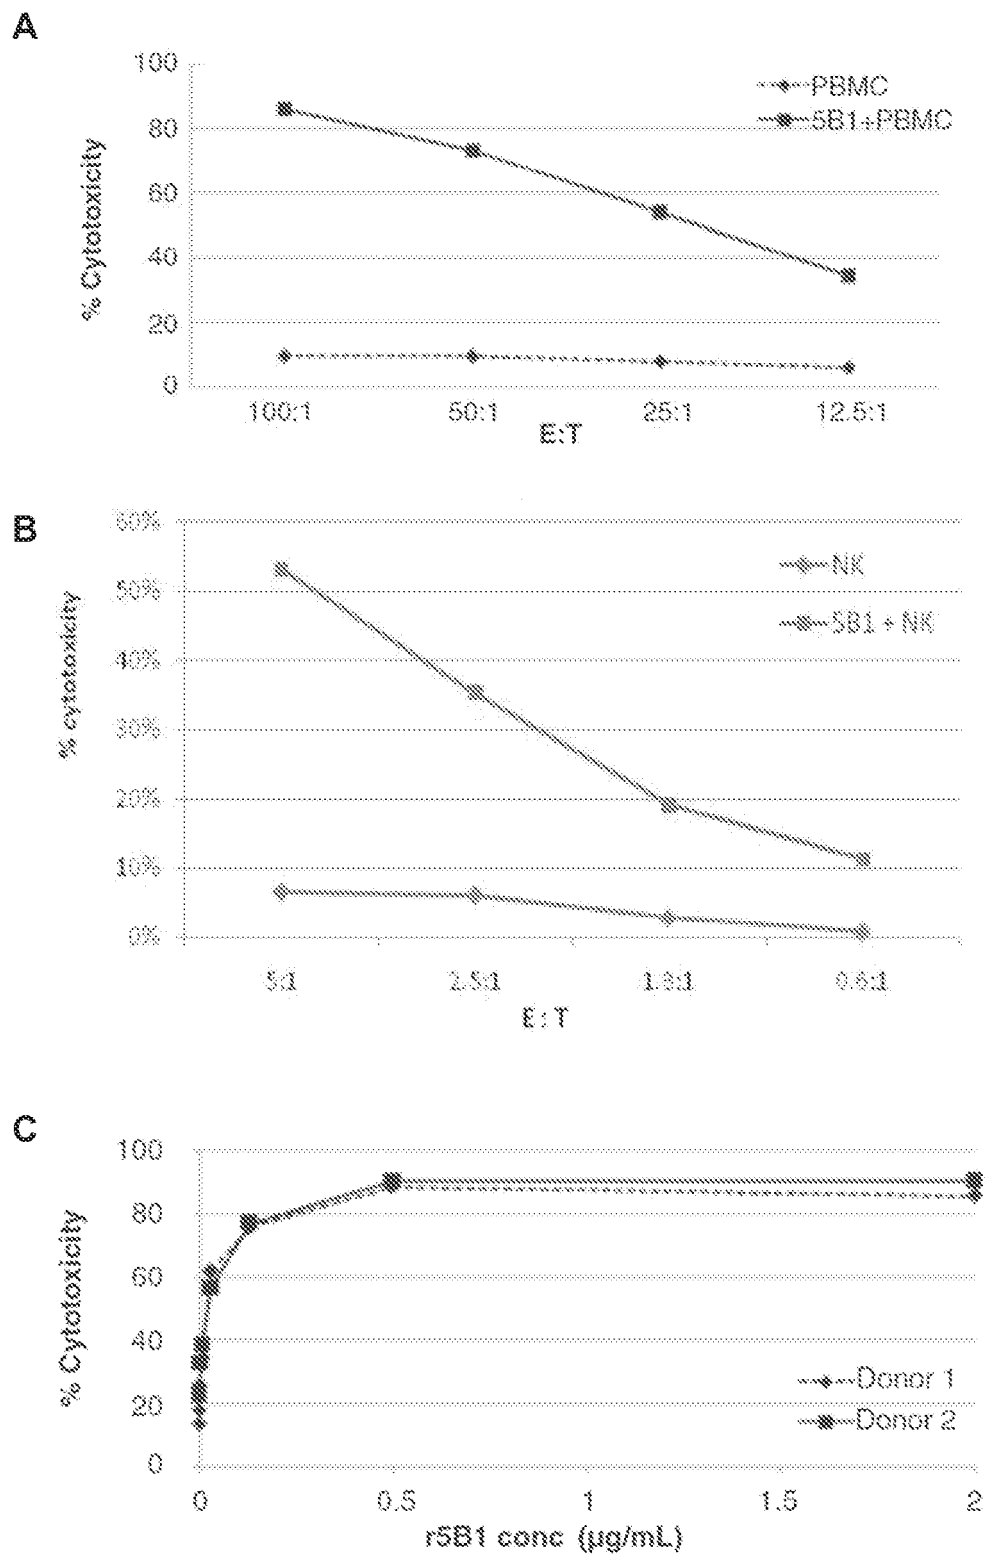 A
100
80
60
40
20
0
% Cytotoxicity
PBMC
5B1+PBMC
100:1 50:1 25:1 12.5:1
E:T
B
60%
50%
40%
30%
20%
10%
0%
% cytotoxicity
NK
5B1 + NK
5:1 2.5:1 1.3:1 0.6:1
E : T
C
100
80
60
40
20
0
% Cytotoxicity
Donor 1
Donor 2
0 0.5 1 1.5 2
r5B1 conc (µg/mL)